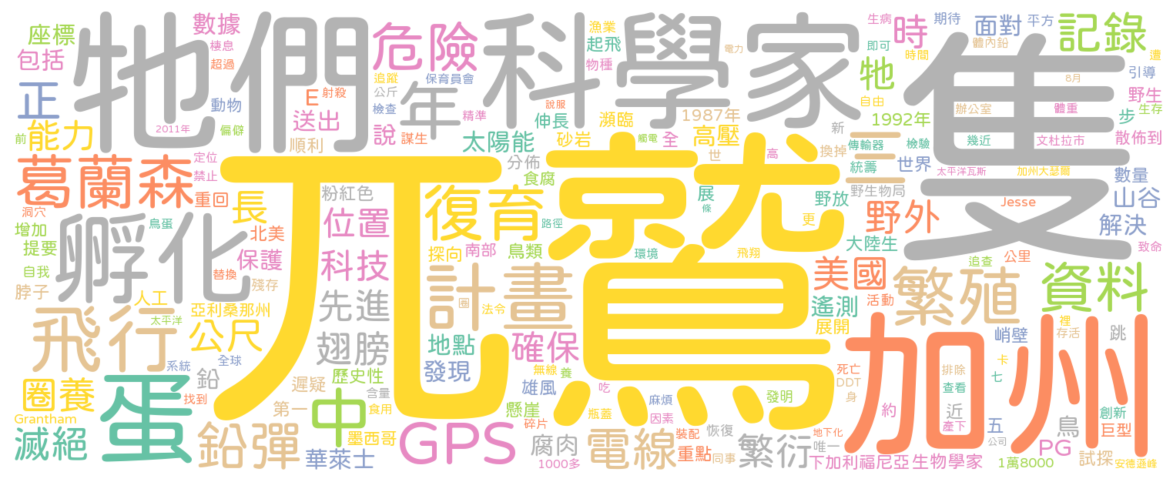 兀鷲
牠們
科學家
隻
加州
孵化
飛行
葛蘭森
蛋
計畫
復育
繁殖
資料
記錄
危險
年
時
牠
正
能力
座標
數據
包括
棲息
超過
動物
偏僻
前
E
射殺
送出
順利
2011年
追蹤
公斤
檢查
說
謀生
保育員會
精準
漁業
起飛
物種
伸長
說服
電力
太陽能
砂岩
瀕臨
1987年
高壓
全
觸電
生病
期待
時間
即可
體內鉛
面對
平方
遭
引導
8月
野生
生存
自由
辦公室
體重
步
1992年
新
傳輸器
檢驗
幾近
文杜拉市
散佈到
二
換掉
統籌
世界
太平洋瓦斯
加州大瑟爾
數量
山谷
野生物局
Jesse
解決
致命
定位
禁止
洞穴
鳥蛋
重回
長
粉紅色
分佈
食腐
世
高
展
條
野放
更
野外
大陸生
追查
公里
增加
提要
北美
位置
路徑
探向
南部
鳥類
環境
飛翔
自我
替換
保護
科技
美國
活動
脖子
殘存
人工
亞利桑那州
先進
圈
法令
遙測
展開
峭壁
裡
存活
跳
公尺
太平洋
翅膀
地點
確保
死亡
排除
卡
系統
全球
遲疑
歷史性
發現
無線
養
吃
雄風
麻煩
發明
DDT
身
查看
七
圈養
鉛
找到
含量
第一
中
食用
懸崖
碎片
瓶蓋
因素
約
近
產下
五
鳥
創新
巨型
Grantham
滅絕
鉛彈
墨西哥
華萊士
GPS
腐肉
1000多
電線
裝配
重點
恢復
同事
繁衍
地下化
唯一
公司
PG
試探
下加利福尼亞生物學家
1萬8000
安德遜峰